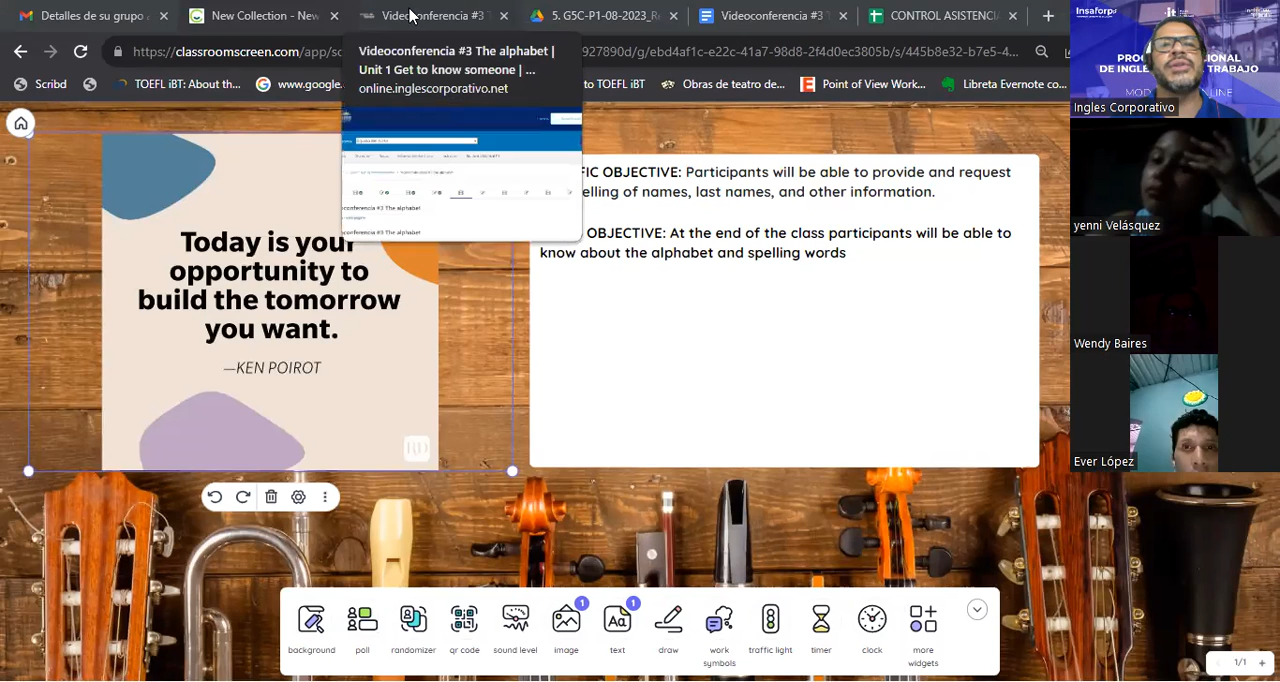 Detalles de su grupo
New Collection - New
Videoconferencia #3
5. G5C-P1-08-2023_R
Videoconferencia #3 T
CONTROL ASISTENCI
https://classroomscreen.com/app/sc
927890d/g/ebd4af1c-e22c-41a7-98d8-2f4d0ec3805b/s/445b8e32-b7e5-4...
Scribd
TOEFL iBT: About th...
www.google.
to TOEFL iBT
Obras de teatro de...
Point of View Work...
Libreta Evernote co...
Videoconferencia #3 The alphabet |
Unit 1 Get to know someone | ...
online.inglescorporativo.net
Today is your
opportunity to
build the tomorrow
you want.
—KEN POIROT
FIC OBJECTIVE: Participants will be able to provide and request
elling of names, last names, and other information.
OBJECTIVE: At the end of the class participants will be able to
know about the alphabet and spelling words
Insaforp
it
DE INGLE
TRABAJO
Ingles Corporativo
yenni Velásquez
Wendy Baires
Ever López
1
1
background
poll
randomizer
qr code
sound level
image
text
draw
work
symbols
traffic light
timer
clock
more
widgets
1/1